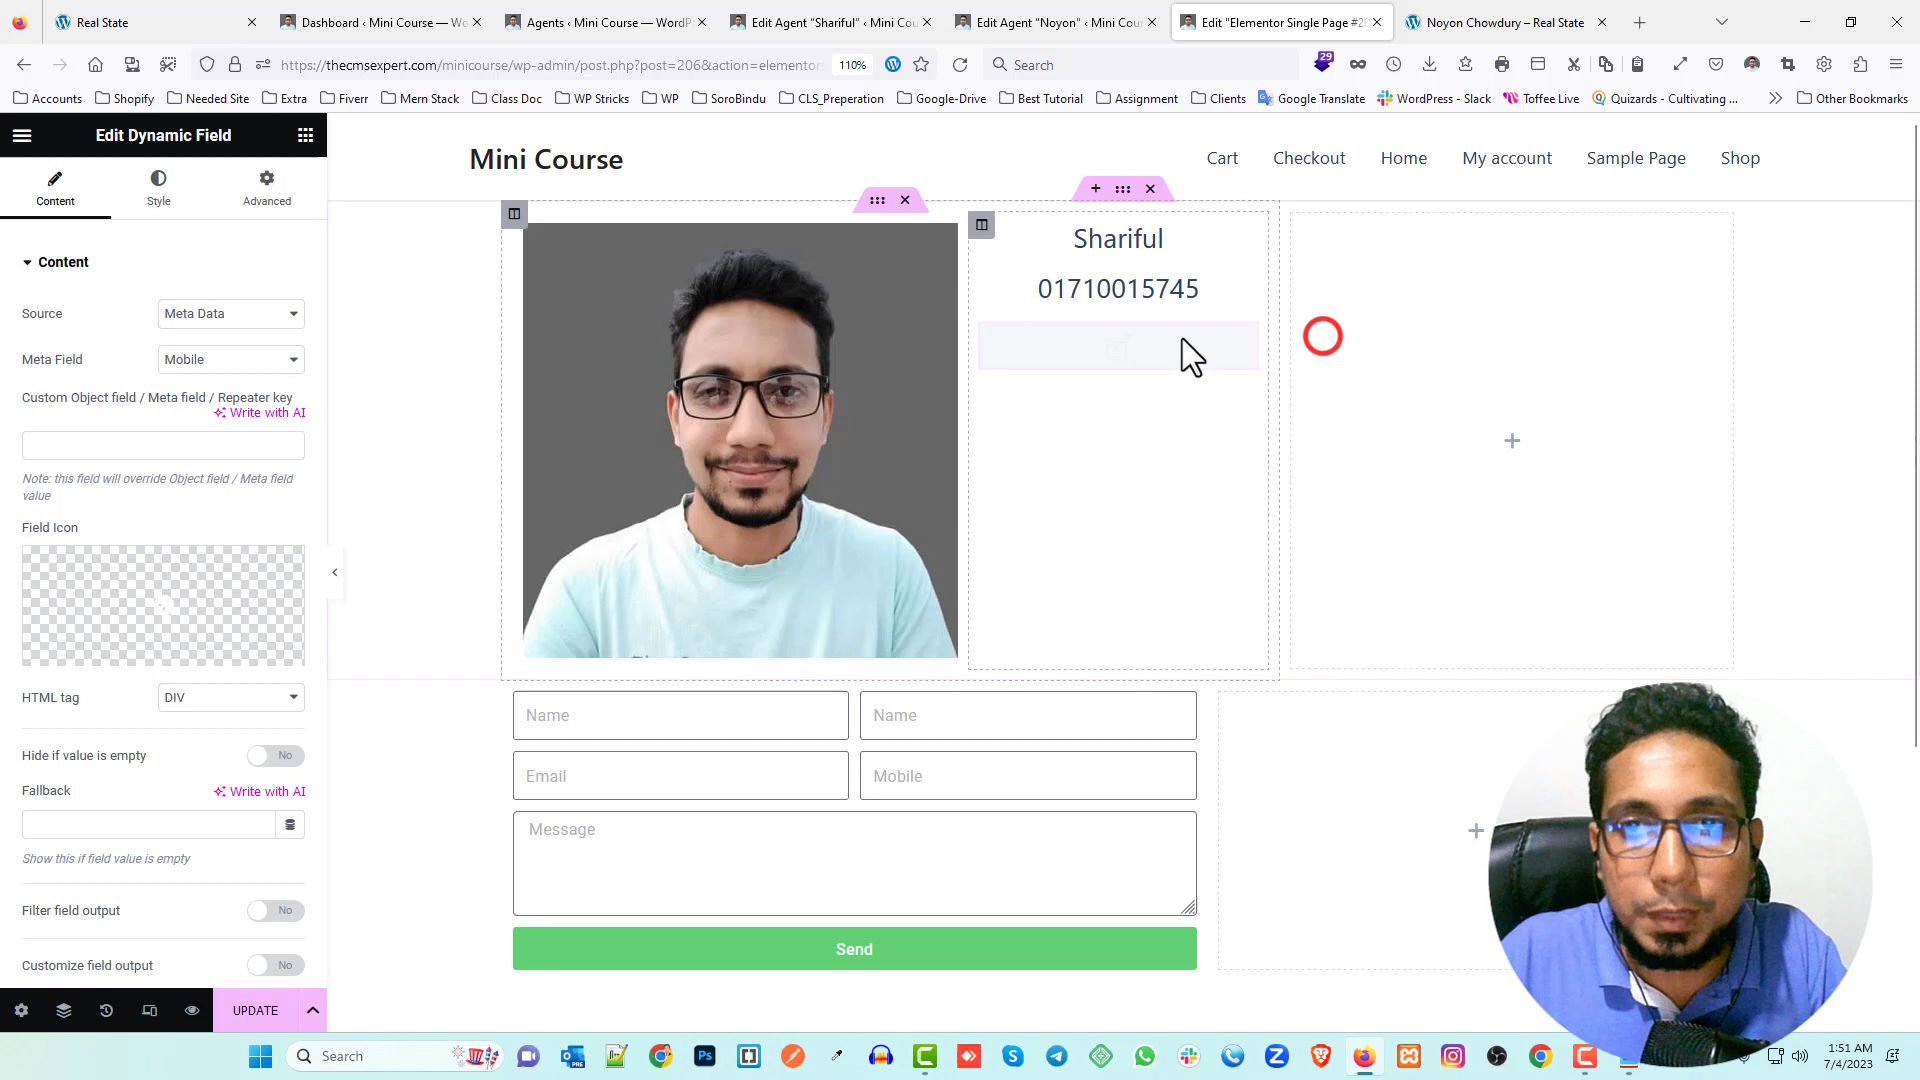 Real State
Dashboard ‹ Mini Course — Wo
Agents ‹ Mini Course — WordP
Edit Agent “Shariful” ‹ Mini Cou
Edit Agent “Noyon” ‹ Mini Cour
Edit "Elementor Single Page #20
Noyon Chowdury – Real State
https://thecmsexpert.com/minicourse/wp-admin/post.php?post=206&action=elementor
110%
Search
29
Accounts
Shopify
Needed Site
Extra
Fiverr
Mern Stack
Class Doc
WP Stricks
WP
SoroBindu
CLS_Preperation
Google-Drive
Best Tutorial
Assignment
Clients
Google Translate
WordPress - Slack
Toffee Live
Quizards - Cultivating ...
Other Bookmarks
Edit Dynamic Field
Content
Style
Advanced
Content
Source
Meta Data
Meta Field
Mobile
Custom Object field / Meta field / Repeater key
Write with AI
Note: this field will override Object field / Meta field
value
Field Icon
HTML tag
DIV
Hide if value is empty
No
Fallback
Write with AI
Show this if field value is empty
Filter field output
No
Customize field output
No
UPDATE
Mini Course
Cart
Checkout
Home
My account
Sample Page
Shop
Shariful
01710015745
Name
Name
Email
Mobile
Message
Send
Search
1:51 AM
7/4/2023